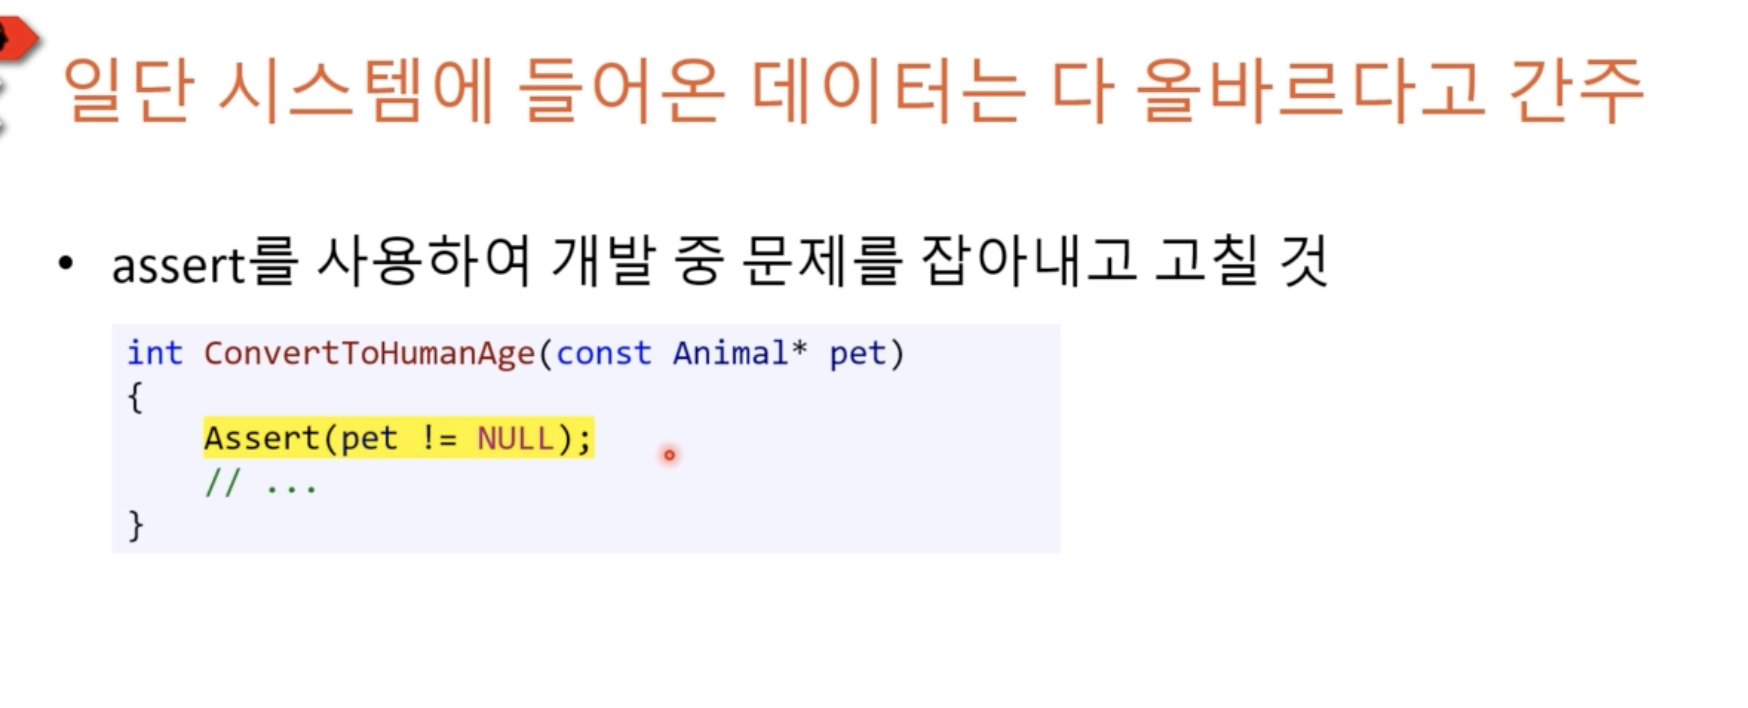 일단 시스템에 들어온 데이터는 다 올바르다고 간주
• assert를 사용하여 개발 중 문제를 잡아내고 고칠 것
int ConvertToHumanAge(const Animal* pet)
{
    Assert(pet != NULL);
    // ...
}